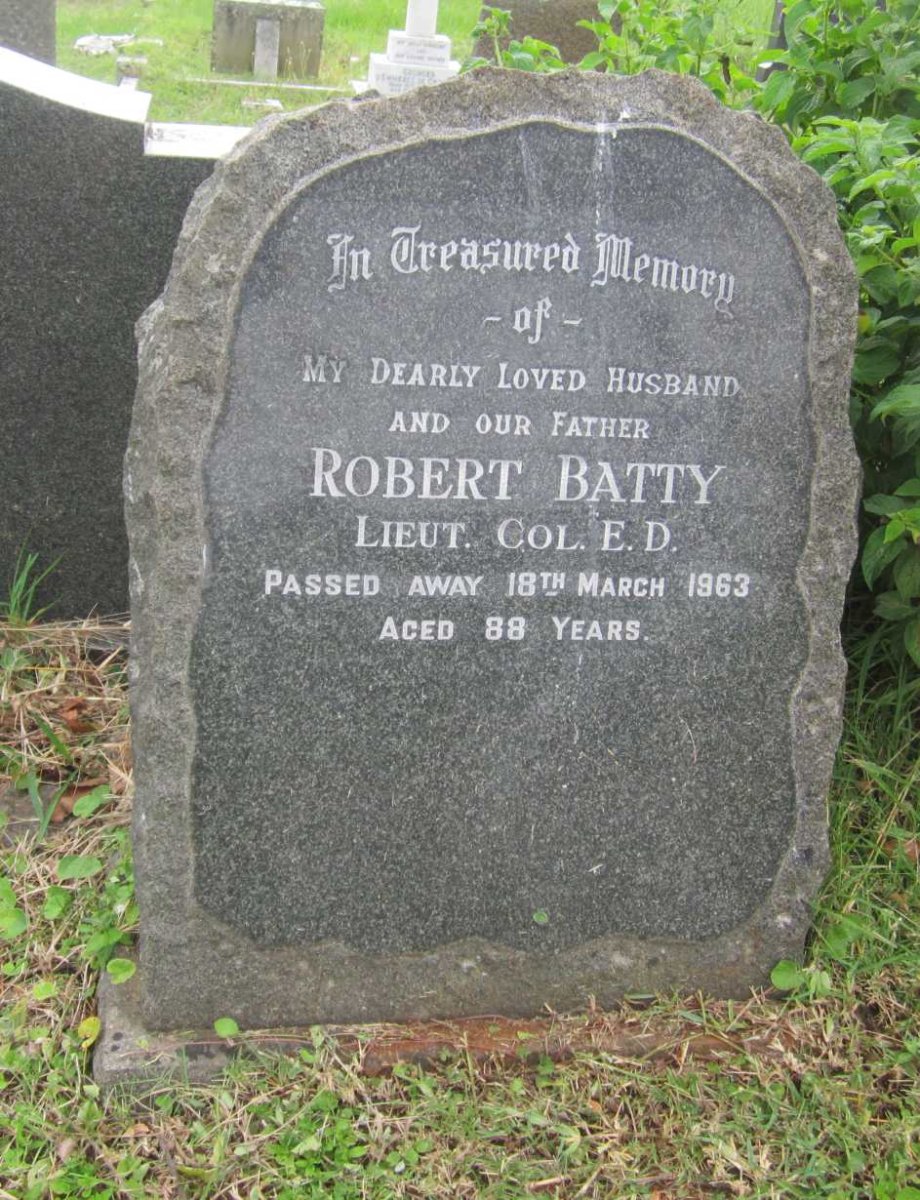 In Treasured Memory
- of -
MY DEARLY LOVED HUSBAND
AND OUR FATHER
ROBERT BATTY
LIEUT. COL. E. D.
PASSED AWAY 18TH MARCH 1963
AGED 88 YEARS.